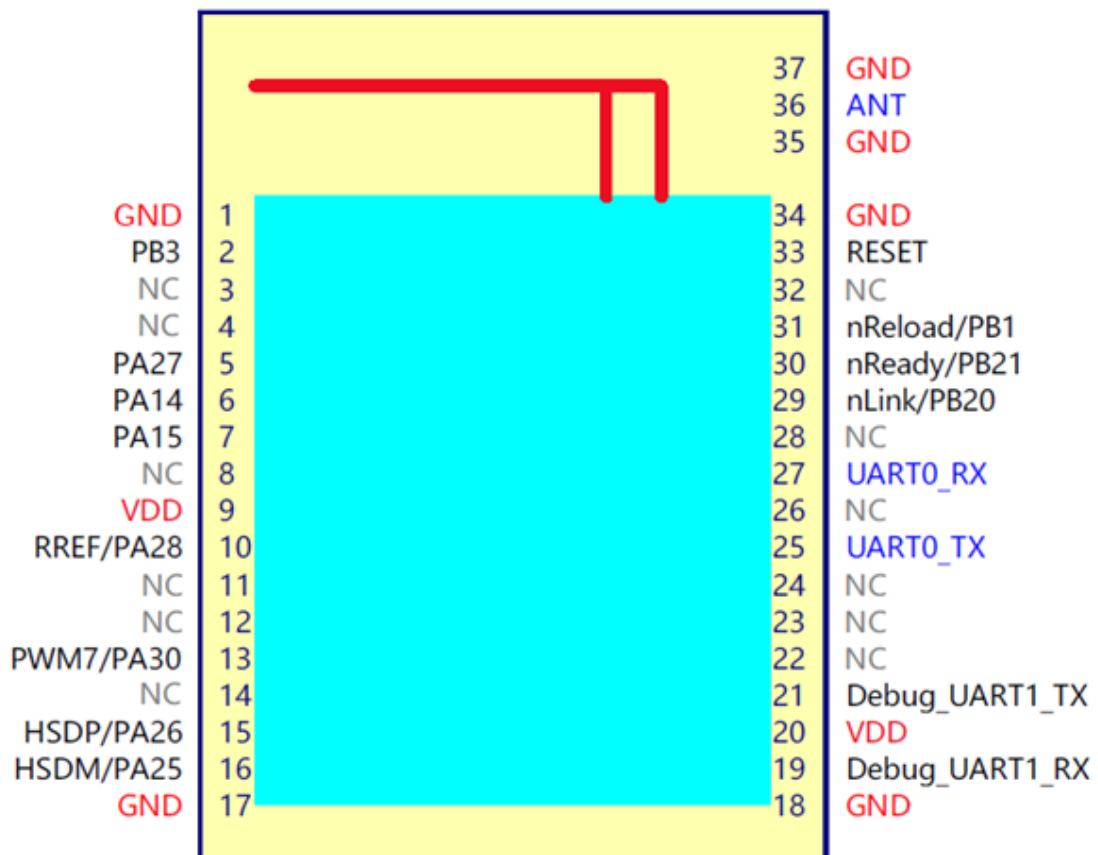 37 GND
36 ANT
35 GND
GND 1 34 GND
PB3 2 33 RESET
NC 3 32 NC
NC 4 31 nReload/PB1
PA27 5 30 nReady/PB21
PA14 6 29 nLink/PB20
PA15 7 28 NC
NC 8 27 UART0_RX
VDD 9 26 NC
RREF/PA28 10 25 UART0_TX
NC 11 24 NC
NC 12 23 NC
PWM7/PA30 13 22 NC
NC 14 21 Debug_UART1_TX
HSDP/PA26 15 20 VDD
HSDM/PA25 16 19 Debug_UART1_RX
GND 17 18 GND